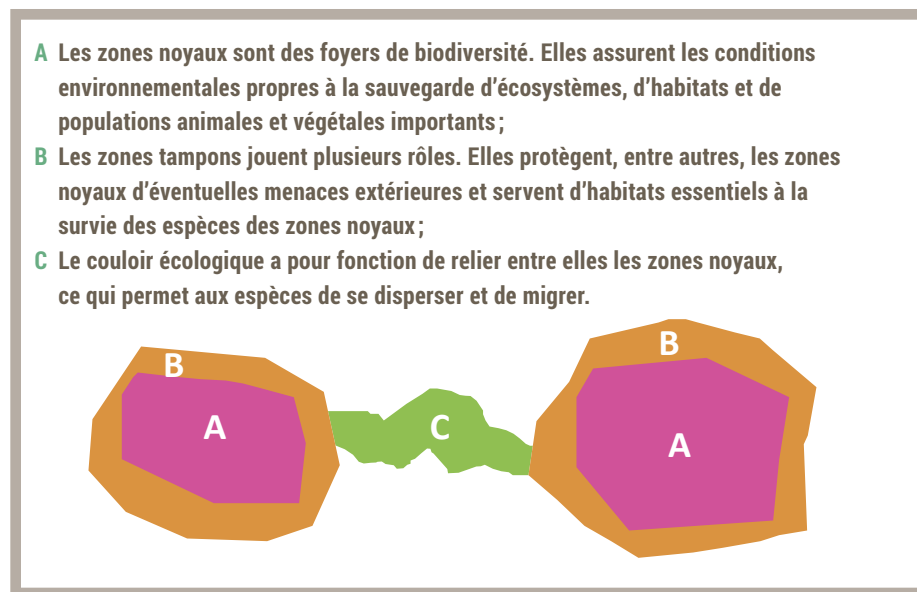 A Les zones noyaux sont des foyers de biodiversité. Elles assurent les conditions
environnementales propres à la sauvegarde d’écosystèmes, d’habitats et de
populations animales et végétales importants ;
B Les zones tampons jouent plusieurs rôles. Elles protègent, entre autres, les zones
noyaux d’éventuelles menaces extérieures et servent d’habitats essentiels à la
survie des espèces des zones noyaux ;
C Le couloir écologique a pour fonction de relier entre elles les zones noyaux,
ce qui permet aux espèces de se disperser et de migrer.
B
A
C
B
A